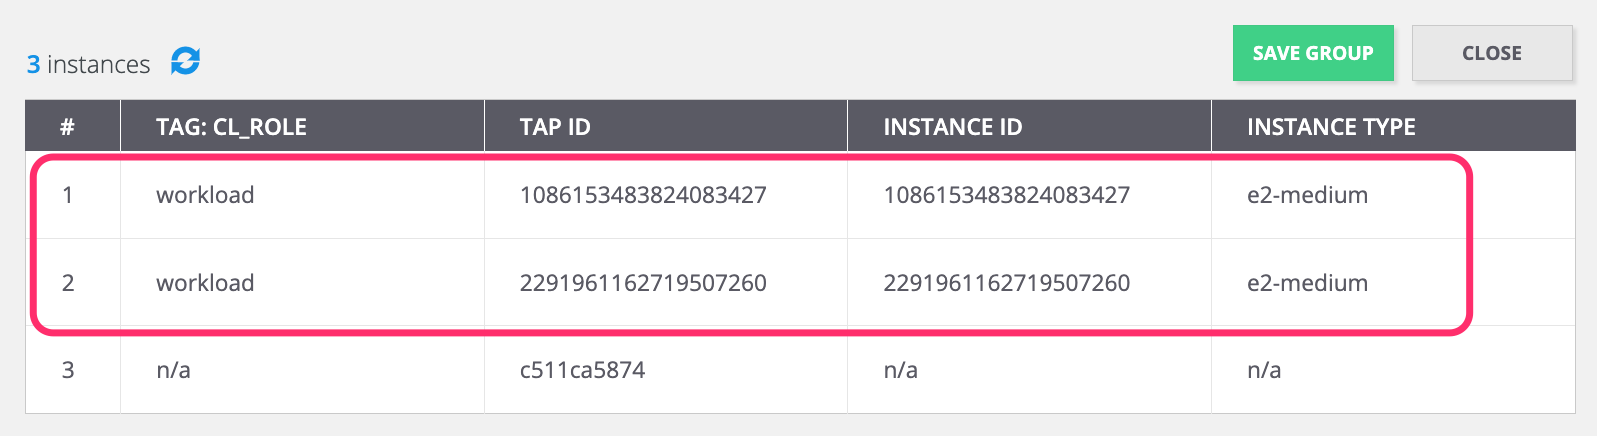 3 instances
SAVE GROUP
CLOSE
# TAG: CL_ROLE TAP ID INSTANCE ID INSTANCE TYPE
1 workload 1086153483824083427 1086153483824083427 e2-medium
2 workload 2291961162719507260 2291961162719507260 e2-medium
3 n/a c511ca5874 n/a n/a